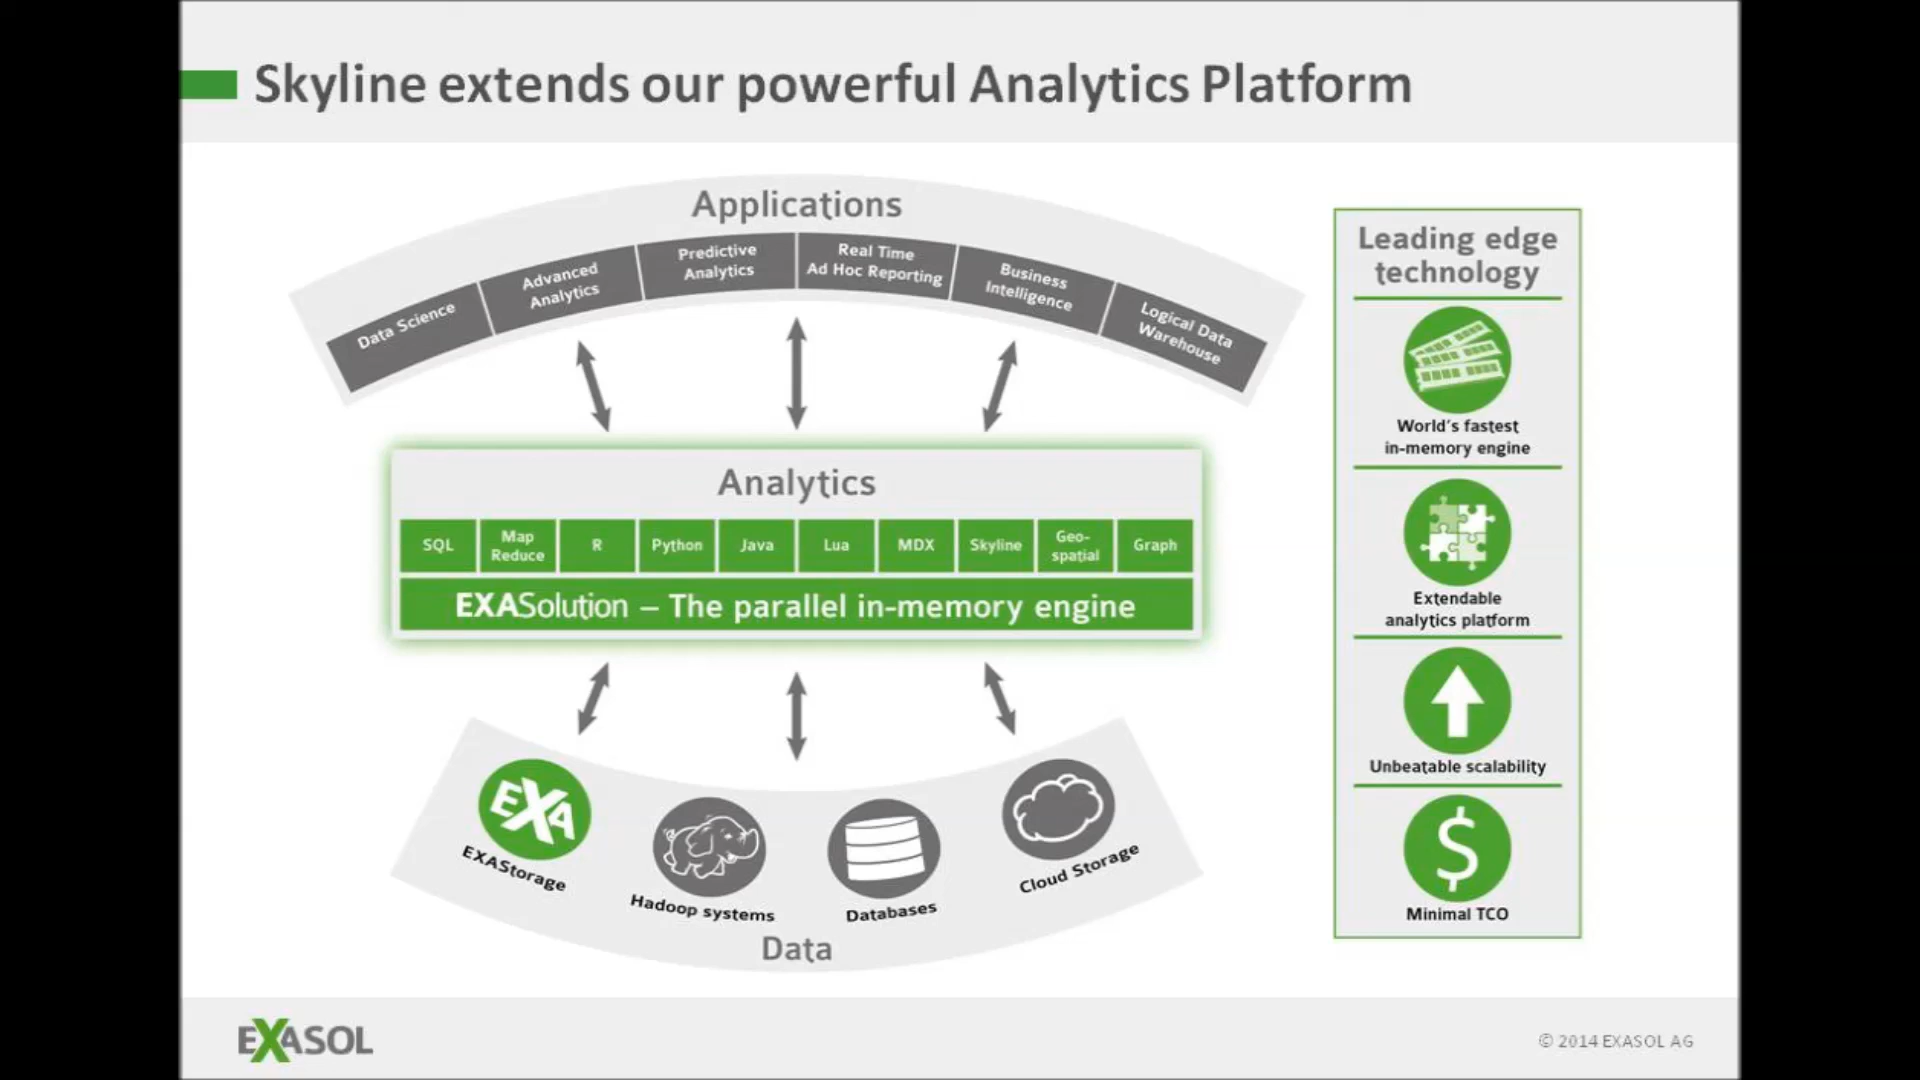 Skyline extends our powerful Analytics Platform
Applications
Data Science
Advanced
Analytics
Predictive
Analytics
Real Time
Ad Hoc Reporting
Business
Intelligence
Logical Data
Warehouse
Analytics
SQL
Map
Reduce
R
Python
Java
Lua
MDX
Skyline
Geo-
spatial
Graph
EXASolution – The parallel in-memory engine
EXA
EXAStorage
Hadoop systems
Databases
Cloud Storage
Data
Leading edge
technology
World's fastest
in-memory engine
Extendable
analytics platform
Unbeatable scalability
$
Minimal TCO
EXASOL
© 2014 EXASOL AG